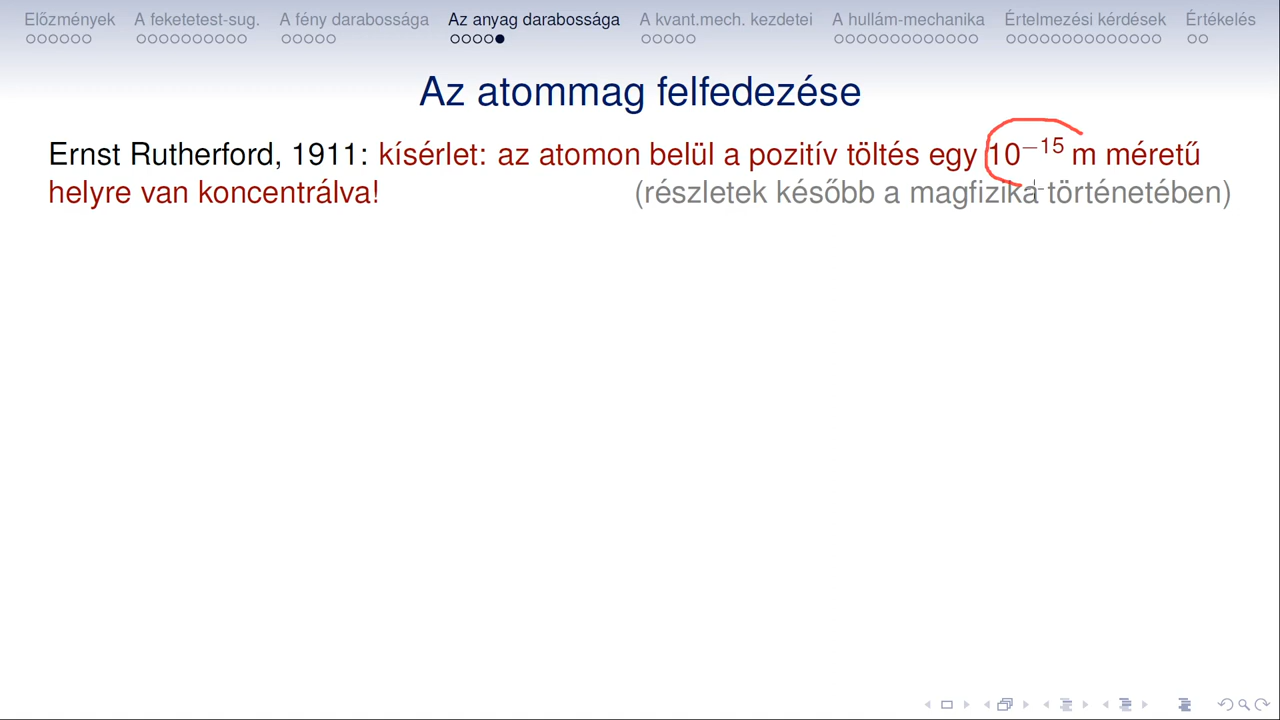 Előzmények A feketetest-sug. A fény darabossága Az anyag darabossága A kvant.mech. kezdetei A hullám-mechanika Értelmezési kérdések Értékelés
Az atommag felfedezése
Ernst Rutherford, 1911: kísérlet: az atomon belül a pozitív töltés egy 10⁻¹⁵ m méretű
helyre van koncentrálva! (részletek később a magfizika történetében)